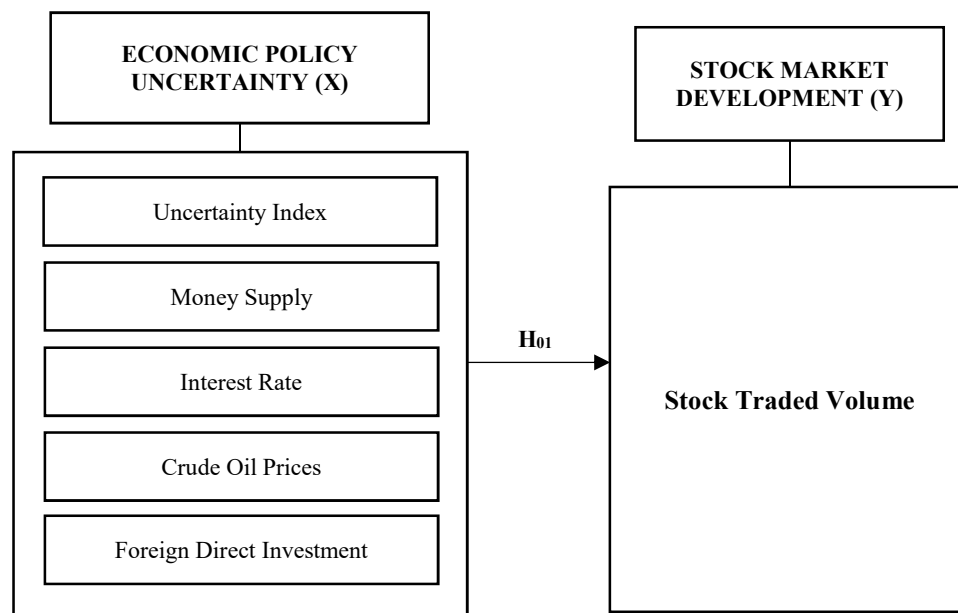 ECONOMIC POLICY
UNCERTAINTY (X)
Uncertainty Index
Money Supply
Interest Rate
Crude Oil Prices
Foreign Direct Investment
H01
STOCK MARKET
DEVELOPMENT (Y)
Stock Traded Volume